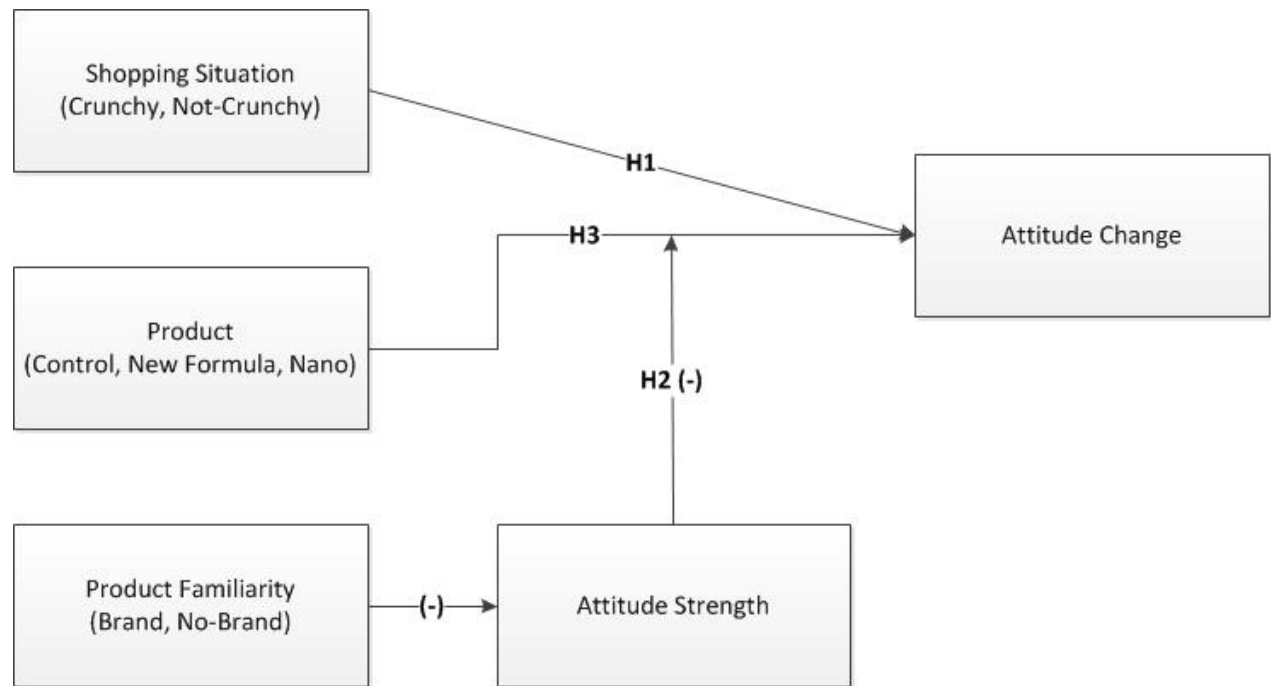 Shopping Situation
(Crunchy, Not-Crunchy)
H1
Attitude Change
H3
Product
(Control, New Formula, Nano)
H2 (-)
Product Familiarity
(Brand, No-Brand)
(-)
Attitude Strength